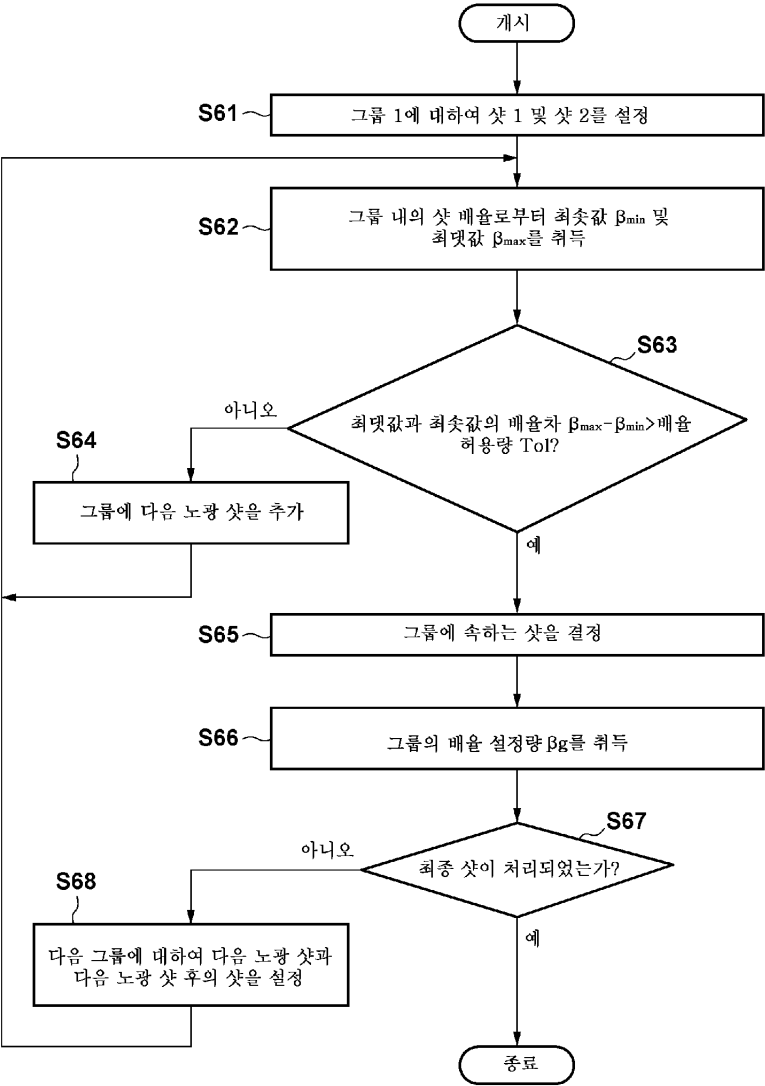 개시
S61
그룹 1에 대하여 샷 1 및 샷 2를 설정
S62
그룹 내의 샷 배율로부터 최솟값 βmin 및
최댓값 βmax를 취득
S63
최댓값과 최솟값의 배율차 βmax-βmin>배율
허용량 Tol?
아니오
S64
그룹에 다음 노광 샷을 추가
예
S65
그룹에 속하는 샷을 결정
S66
그룹의 배율 설정량 βg를 취득
S67
최종 샷이 처리되었는가?
아니오
S68
다음 그룹에 대하여 다음 노광 샷과
다음 노광 샷 후의 샷을 설정
예
종료